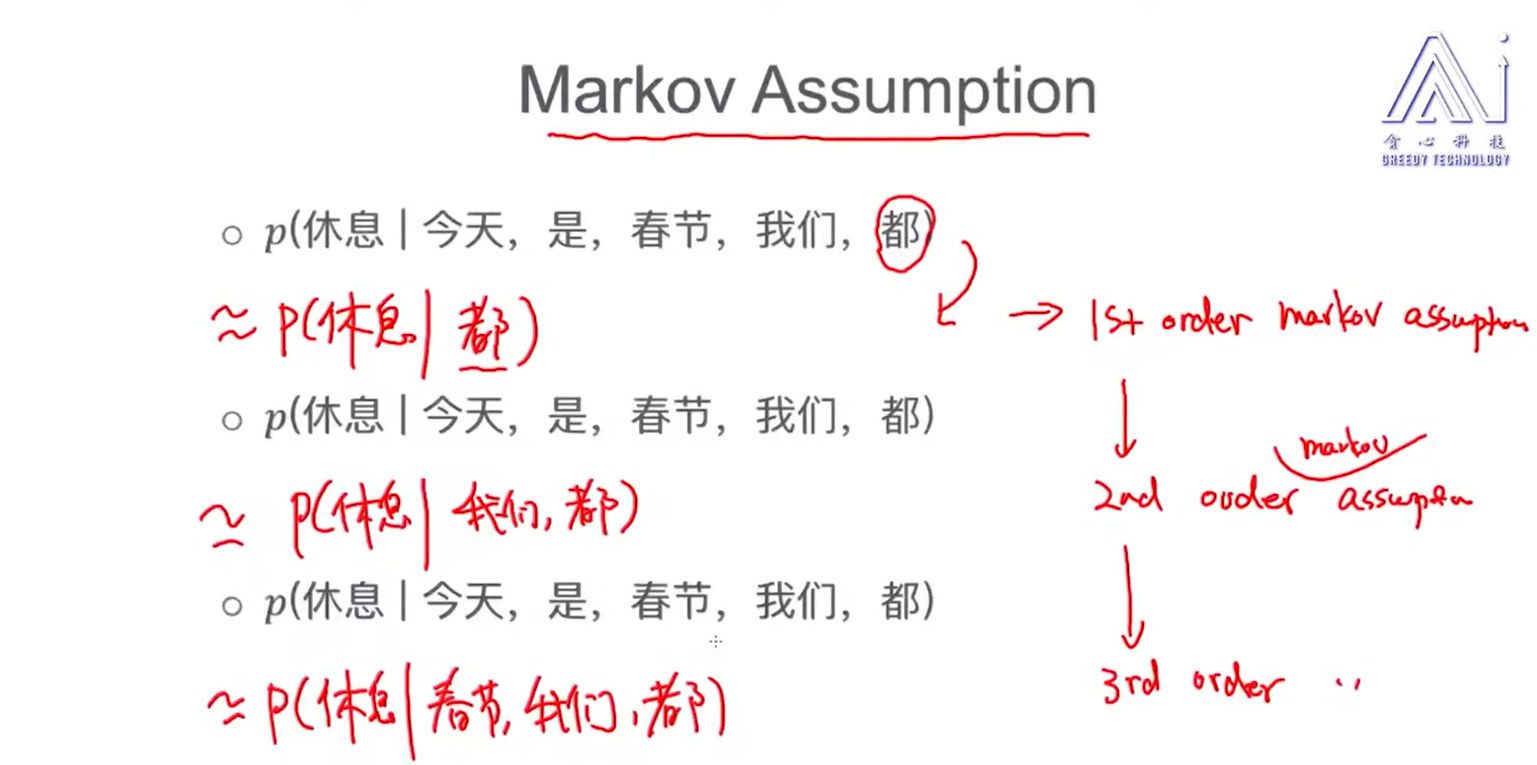 Markov Assumption
贪心科技
GREEDY TECHNOLOGY
p(休息 | 今天，是，春节，我们，都)
≈ p(休息 | 都)
→ 1st order markov assumption
p(休息 | 今天，是，春节，我们，都)
markov
≃ p(休息 | 我们, 都)
2nd order assumption
p(休息 | 今天，是，春节，我们，都)
≃ p(休息 | 春节, 我们, 都)
3rd order ..